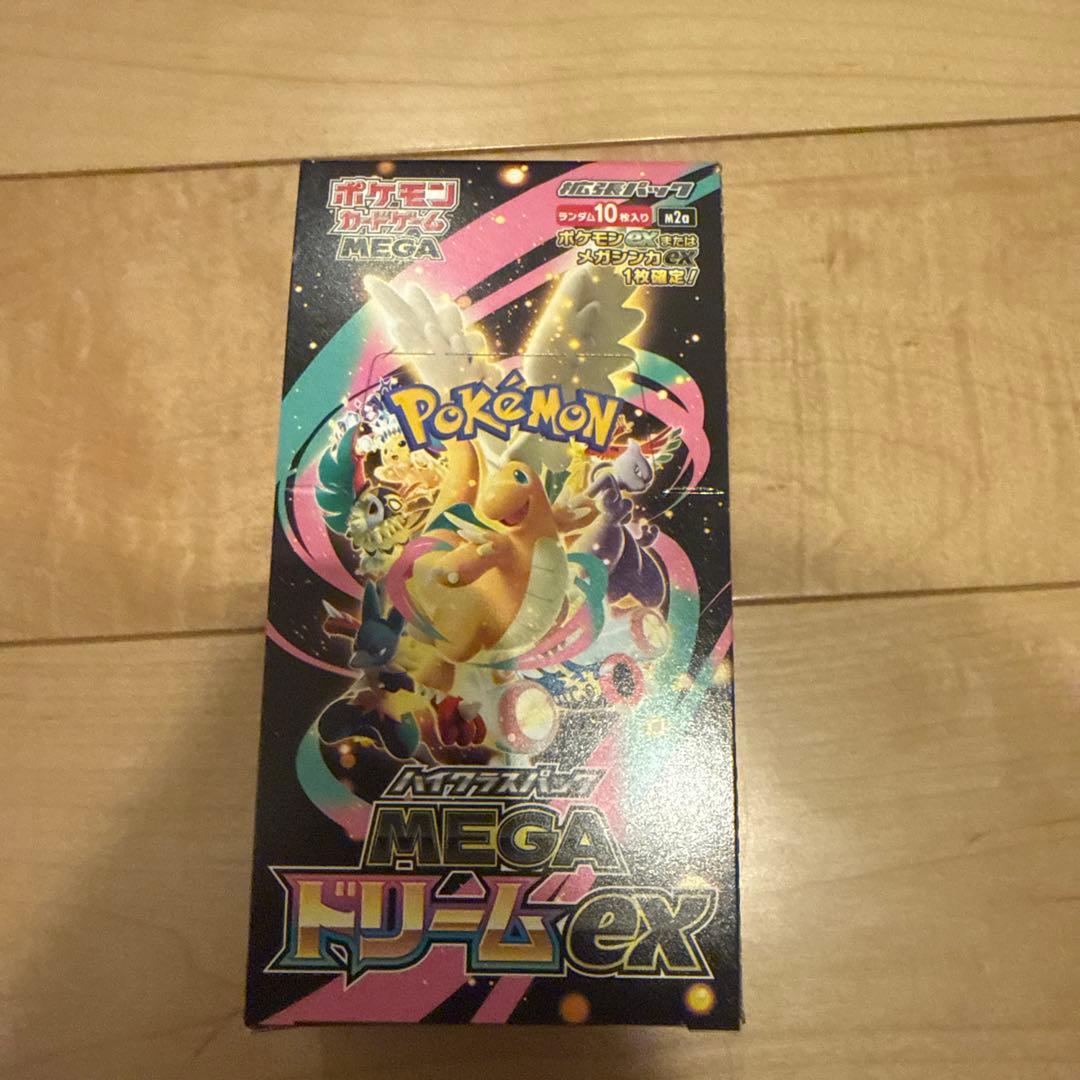 ポケモン
カードゲーム
MEGA
拡張パック
ランダム10枚入り M2a
ポケモンexまたは
メガシンカex
1枚確定!
POKéMON
ハイクラスパック
MEGA
ドリームex